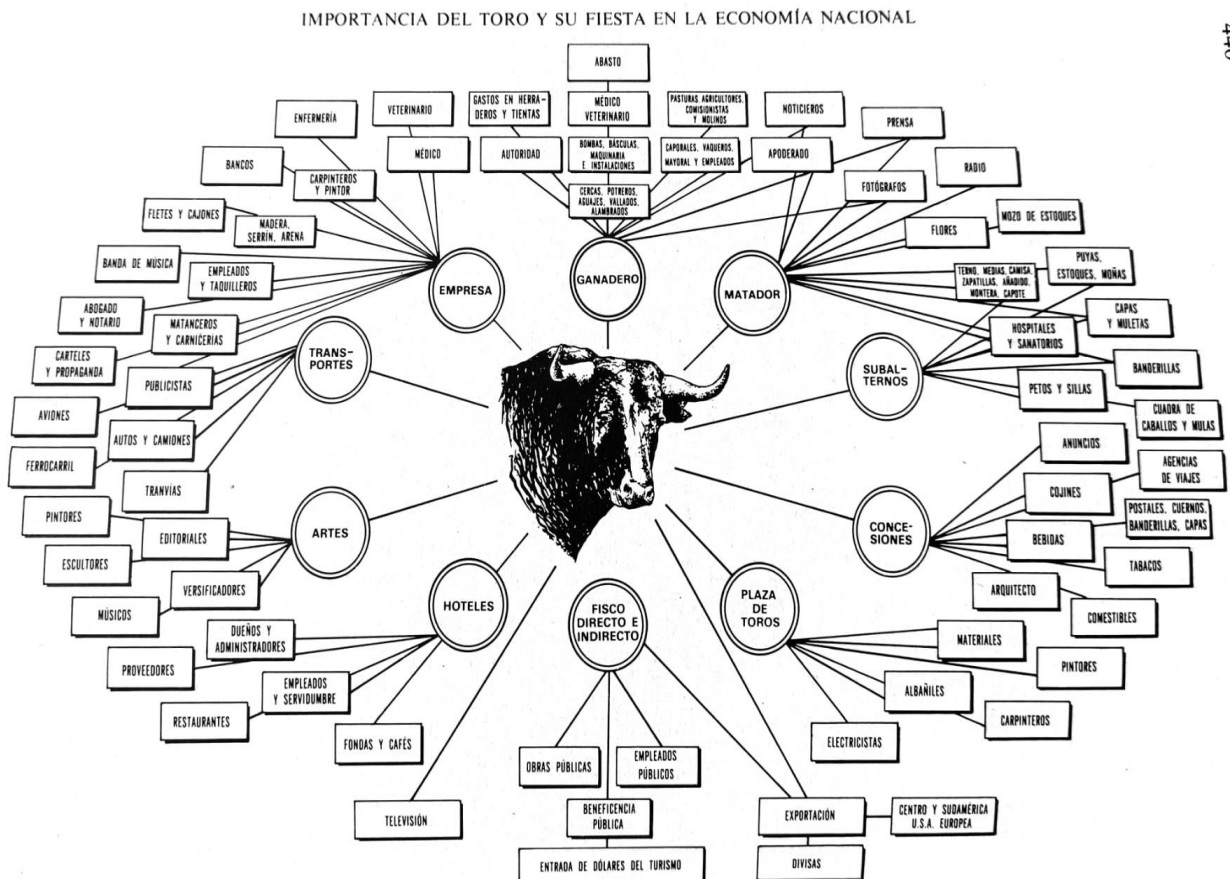 IMPORTANCIA DEL TORO Y SU FIESTA EN LA ECONOMÍA NACIONAL
440
ABASTO
ENFERMERÍA
VETERINARIO
GASTOS EN HERRA-
DEROS Y TIENTAS
MÉDICO
VETERINARIO
PASTURAS, AGRICULTORES,
COMISIONISTAS
Y MOLINOS
NOTICIEROS
PRENSA
BANCOS
CARPINTEROS
Y PINTOR
MÉDICO
AUTORIDAD
BOMBAS, BÁSCULAS,
MAQUINARIA
E INSTALACIONES
CAPORALES, VAQUEROS,
MAYORAL Y EMPLEADOS
APODERADO
RADIO
FLETES Y CAJONES
MADERA,
SERRÍN, ARENA
CERCAS, POTREROS,
AGUAJES, VALLADOS,
ALAMBRADOS
FOTÓGRAFOS
FLORES
MOZO DE ESTOQUES
BANDA DE MÚSICA
EMPLEADOS
Y TAQUILLEROS
EMPRESA
GANADERO
MATADOR
TERNO, MEDIAS, CAMISA,
ZAPATILLAS, AÑADIDO,
MONTERA, CAPOTE
PUYAS,
ESTOQUES, MOÑAS
ABOGADO
Y NOTARIO
MATANCEROS
Y CARNICERIAS
HOSPITALES
Y SANATORIOS
CAPAS
Y MULETAS
CARTELES
Y PROPAGANDA
PUBLICISTAS
TRANS-
PORTES
SUBAL-
TERNOS
PETOS Y SILLAS
BANDERILLAS
AVIONES
AUTOS Y CAMIONES
CUADRA DE
CABALLOS Y MULAS
FERROCARRIL
TRANVÍAS
ANUNCIOS
AGENCIAS
DE VIAJES
PINTORES
EDITORIALES
ARTES
CONCE-
SIONES
COJINES
POSTALES, CUERNOS,
BANDERILLAS, CAPAS
ESCULTORES
VERSIFICADORES
BEBIDAS
TABACOS
MÚSICOS
DUEÑOS Y
ADMINISTRADORES
HOTELES
FISCO
DIRECTO E
INDIRECTO
PLAZA
DE
TOROS
ARQUITECTO
COMESTIBLES
PROVEEDORES
EMPLEADOS
Y SERVIDUMBRE
MATERIALES
PINTORES
RESTAURANTES
FONDAS Y CAFÉS
ALBAÑILES
CARPINTEROS
ELECTRICISTAS
OBRAS PÚBLICAS
EMPLEADOS
PÚBLICOS
TELEVISIÓN
BENEFICENCIA
PÚBLICA
EXPORTACIÓN
CENTRO Y SUDAMÉRICA
U.S.A. EUROPEA
ENTRADA DE DÓLARES DEL TURISMO
DIVISAS